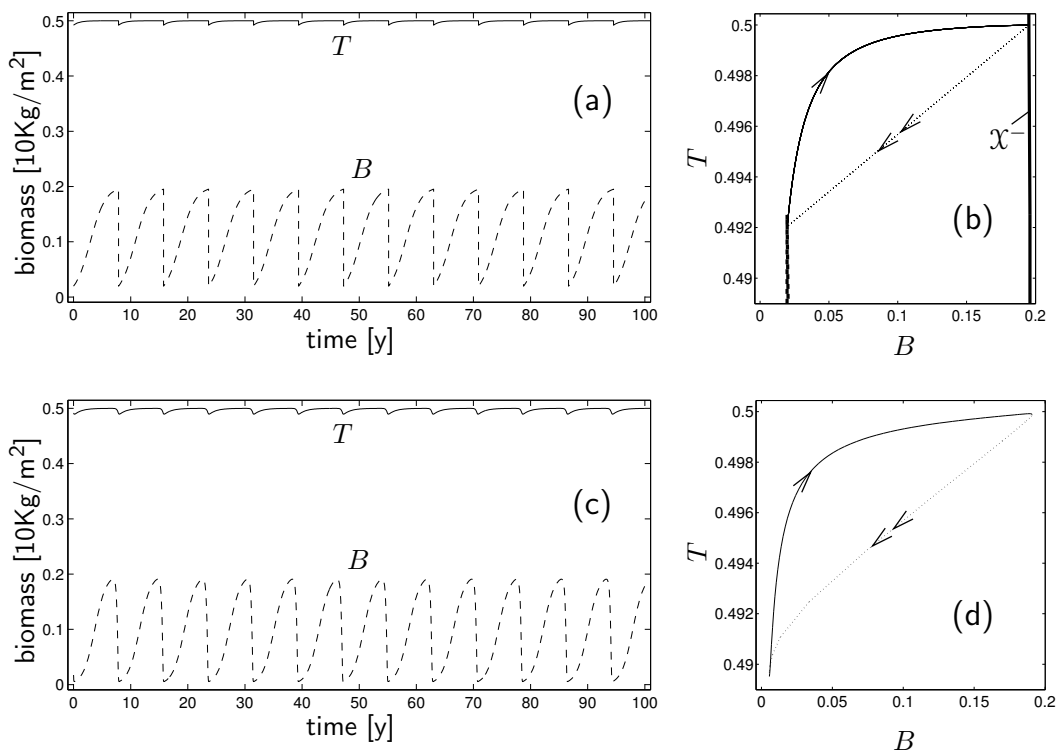 0.5
0.4
0.3
0.2
0.1
0
biomass [10Kg/m²]
T
B
(a)
0 10 20 30 40 50 60 70 80 90 100
time [y]
0.5
0.498
0.496
0.494
0.492
0.49
T
X⁻
(b)
0 0.05 0.1 0.15 0.2
B
0.5
0.4
0.3
0.2
0.1
0
biomass [10Kg/m²]
T
B
(c)
0 10 20 30 40 50 60 70 80 90 100
time [y]
0.5
0.498
0.496
0.494
0.492
0.49
T
(d)
0 0.05 0.1 0.15 0.2
B